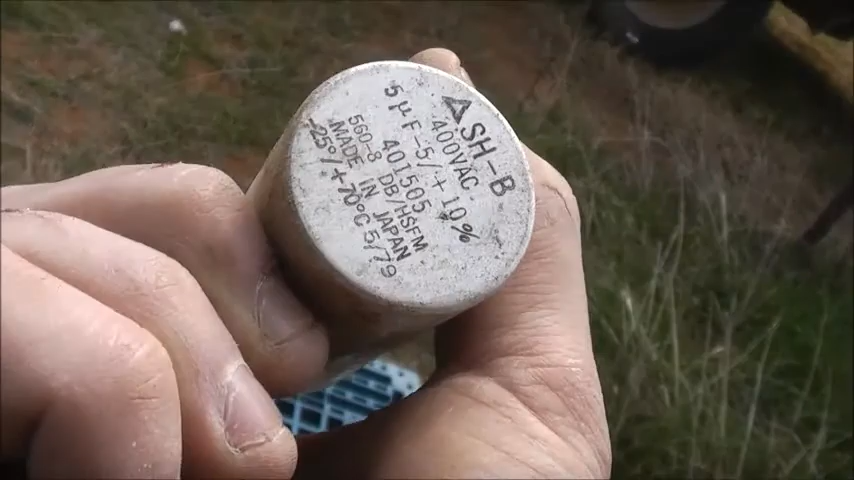 SH-B
400VAC
5μF-5/+10%
401505
560-8 DB/HSFM
MADE IN JAPAN
-25°/+70°C 5/79